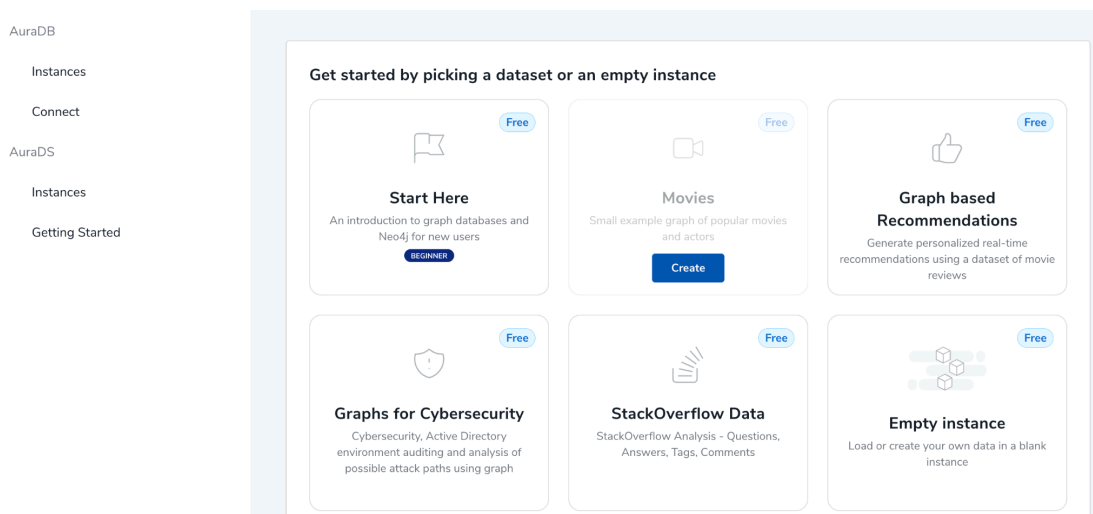 AuraDB
Instances
Connect
AuraDS
Instances
Getting Started
Get started by picking a dataset or an empty instance
Free
Start Here
An introduction to graph databases and
Neo4j for new users
BEGINNER
Free
Movies
Small example graph of popular movies
and actors
Create
Free
Graph based
Recommendations
Generate personalized real-time
recommendations using a dataset of movie
reviews
Free
Graphs for Cybersecurity
Cybersecurity, Active Directory
environment auditing and analysis of
possible attack paths using graph
Free
StackOverflow Data
StackOverflow Analysis - Questions,
Answers, Tags, Comments
Free
Empty instance
Load or create your own data in a blank
instance